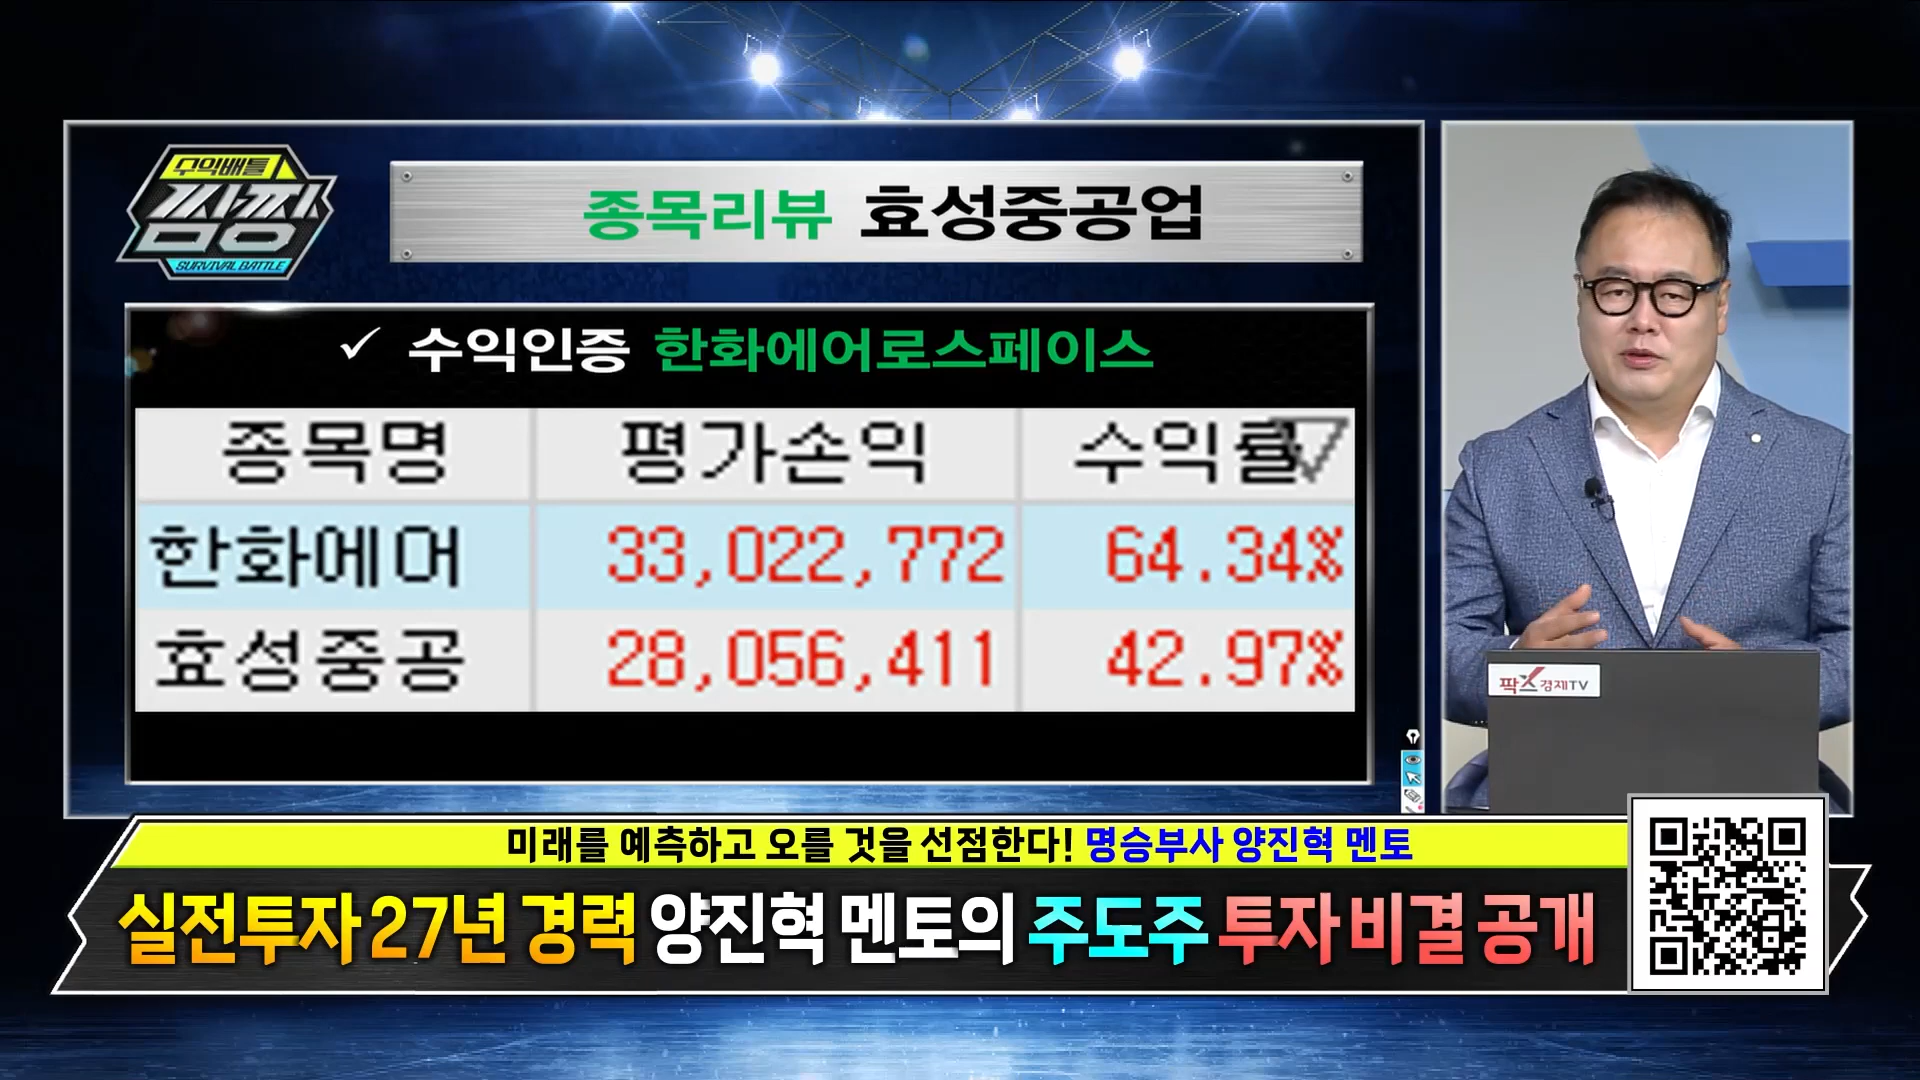 수익배틀
찜찡
SURVIVAL BATTLE
종목리뷰 효성중공업
✓ 수익인증 한화에어로스페이스
종목명 평가손익 수익률▽
한화에어 33,022,772 64.34%
효성중공 28,056,411 42.97%
팍스경제TV
미래를 예측하고 오를 것을 선점한다! 명승부사 양진혁 멘토
실전투자 27년 경력 양진혁 멘토의 주도주 투자 비결 공개